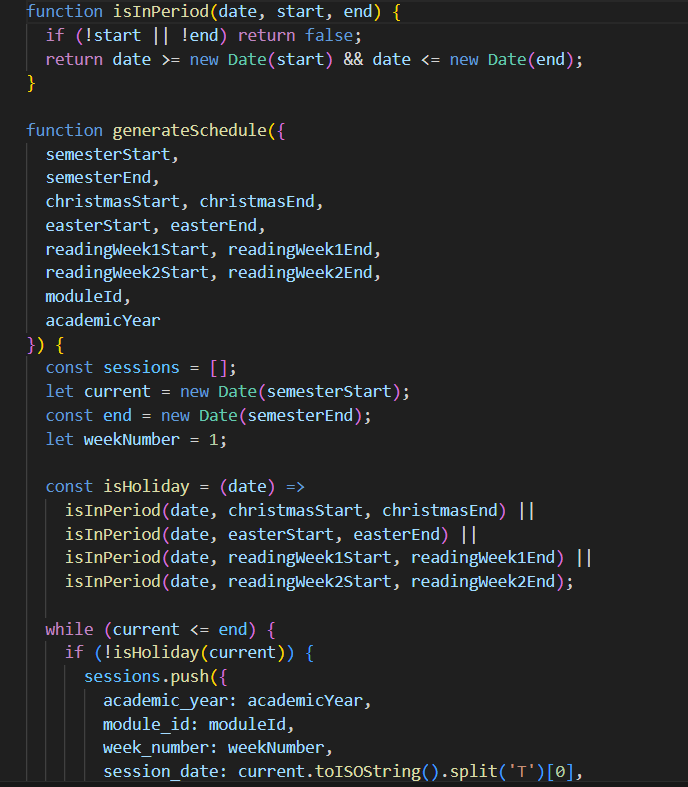 function isInPeriod(date, start, end) {
  if (!start || !end) return false;
  return date >= new Date(start) && date <= new Date(end);
}

function generateSchedule({
  semesterStart,
  semesterEnd,
  christmasStart, christmasEnd,
  easterStart, easterEnd,
  readingWeek1Start, readingWeek1End,
  readingWeek2Start, readingWeek2End,
  moduleId,
  academicYear
}) {
  const sessions = [];
  let current = new Date(semesterStart);
  const end = new Date(semesterEnd);
  let weekNumber = 1;

  const isHoliday = (date) =>
    isInPeriod(date, christmasStart, christmasEnd) ||
    isInPeriod(date, easterStart, easterEnd) ||
    isInPeriod(date, readingWeek1Start, readingWeek1End) ||
    isInPeriod(date, readingWeek2Start, readingWeek2End);

  while (current <= end) {
    if (!isHoliday(current)) {
      sessions.push({
        academic_year: academicYear,
        module_id: moduleId,
        week_number: weekNumber,
        session_date: current.toISOString().split('T')[0],